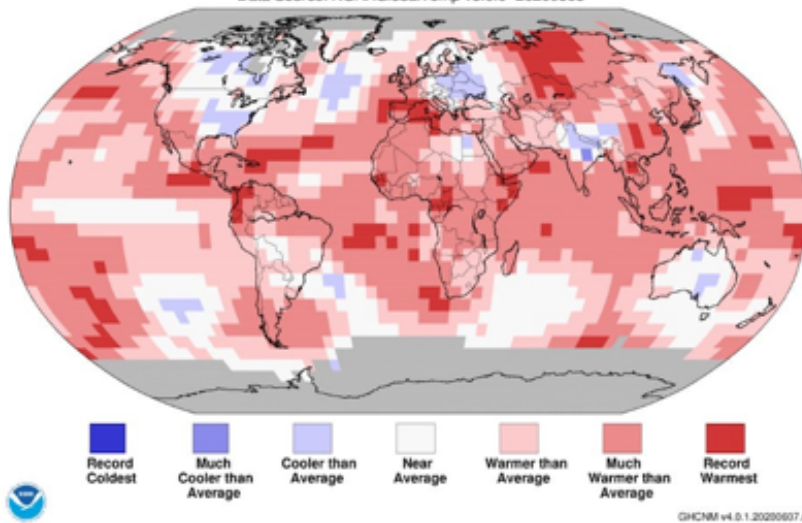 Record
Coldest
Much
Cooler than
Average
Cooler than
Average
Near
Average
Warmer than
Average
Much
Warmer than
Average
Record
Warmest
GHCNM v4.0.1.20200607.